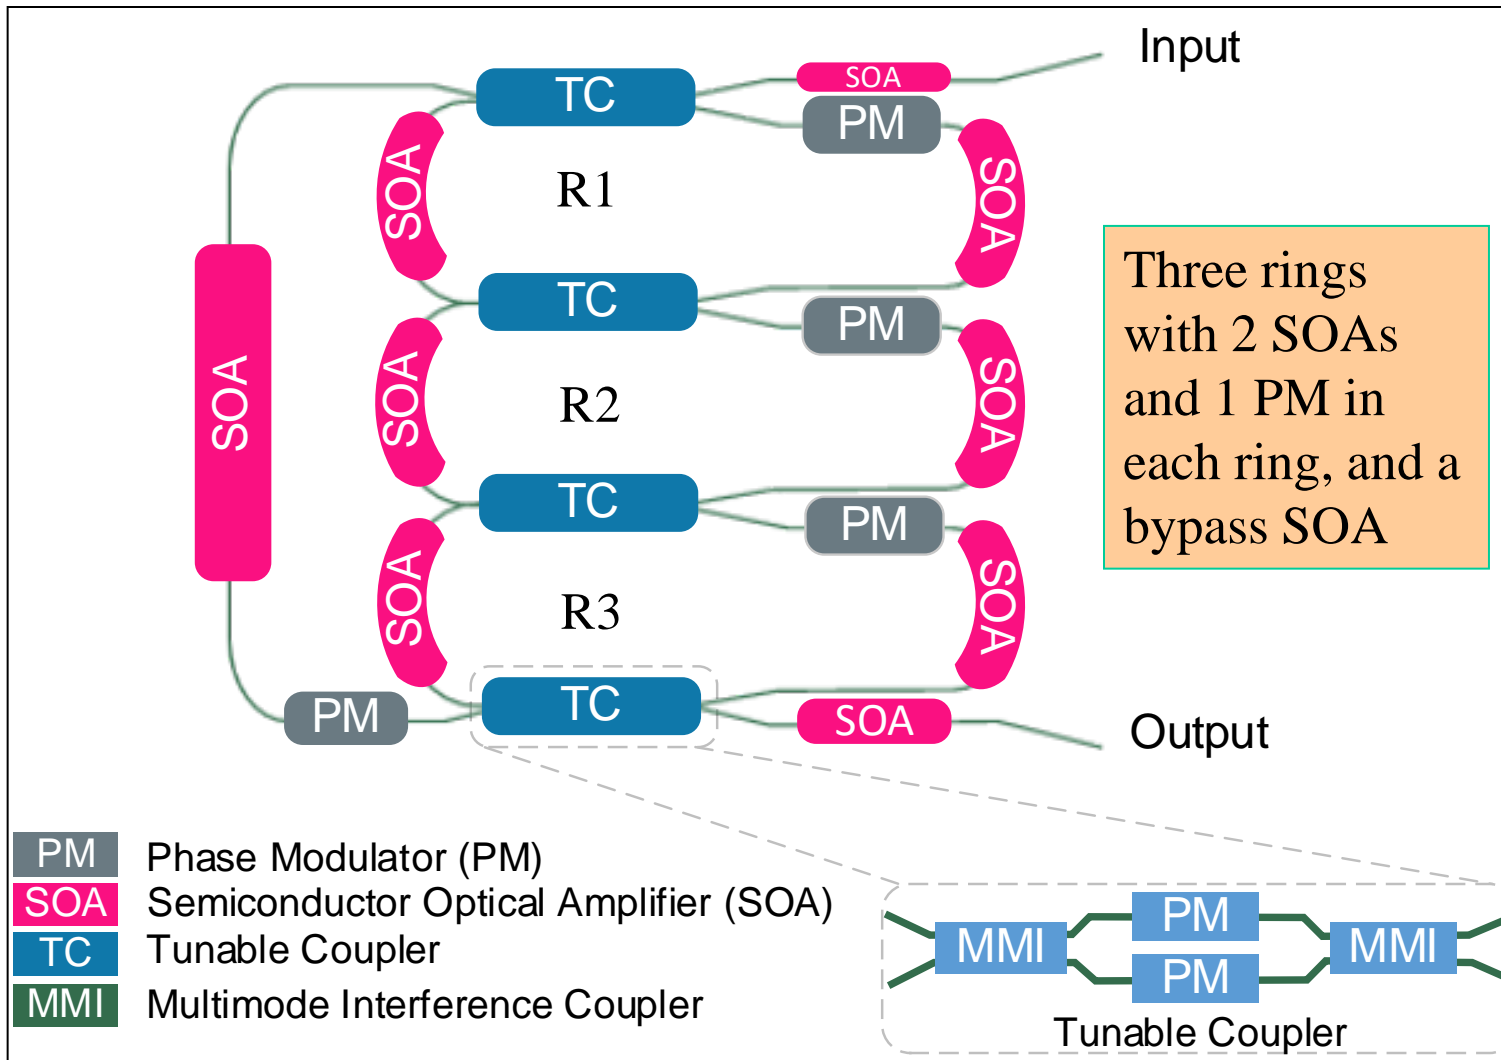 Input
TC
SOA
PM
SOA
SOA
R1
TC
PM
SOA
SOA
SOA
R2
TC
PM
SOA
SOA
R3
TC
PM
SOA
Output
Three rings
with 2 SOAs
and 1 PM in
each ring, and a
bypass SOA
PM Phase Modulator (PM)
SOA Semiconductor Optical Amplifier (SOA)
TC Tunable Coupler
MMI Multimode Interference Coupler
MMI
PM
PM
MMI
Tunable Coupler